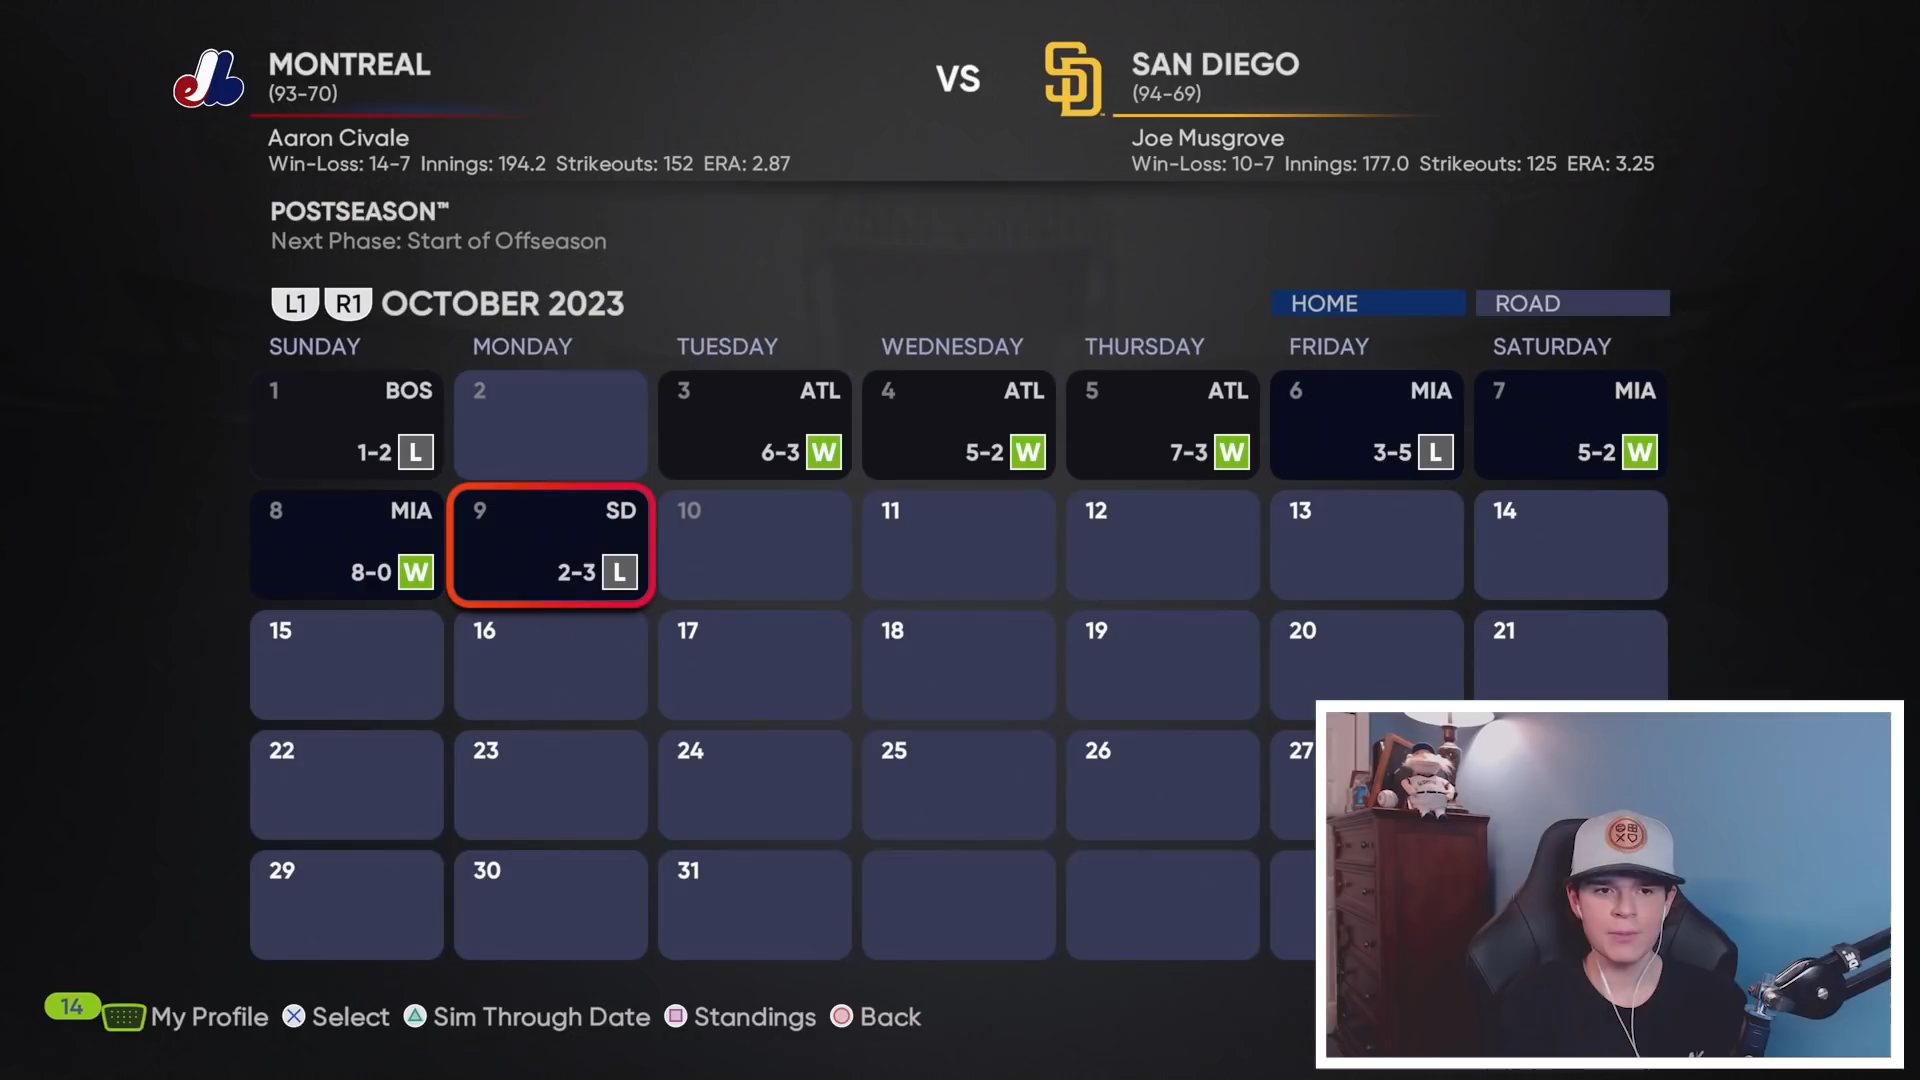 MONTREAL
(93-70)
Aaron Civale
Win-Loss: 14-7 Innings: 194.2 Strikeouts: 152 ERA: 2.87
VS
SD
SAN DIEGO
(94-69)
Joe Musgrove
Win-Loss: 10-7 Innings: 177.0 Strikeouts: 125 ERA: 3.25
POSTSEASON™
Next Phase: Start of Offseason
L1 R1 OCTOBER 2023
HOME ROAD
SUNDAY MONDAY TUESDAY WEDNESDAY THURSDAY FRIDAY SATURDAY
1 BOS 2 3 ATL 4 ATL 5 ATL 6 MIA 7 MIA
1-2 L 6-3 W 5-2 W 7-3 W 3-5 L 5-2 W
8 MIA 9 SD 10 11 12 13 14
8-0 W 2-3 L
15 16 17 18 19 20 21
22 23 24 25 26 27
29 30 31
14 My Profile Select Sim Through Date Standings Back